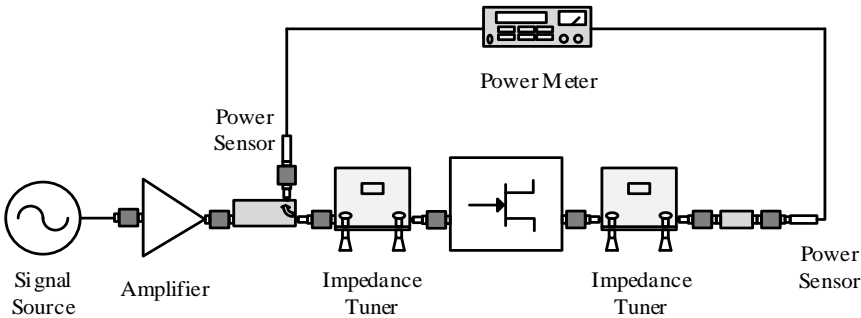 Power Meter
Power
Sensor
Signal
Source
Amplifier
Impedance
Tuner
Impedance
Tuner
Power
Sensor